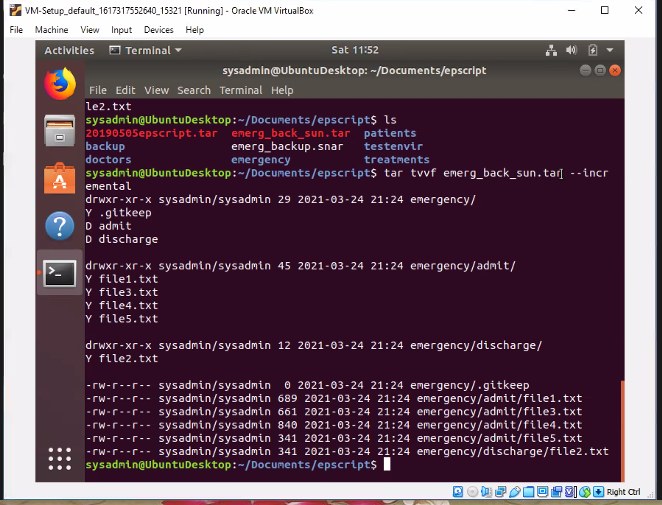 VM-Setup_default_1617317552640_15321 [Running] - Oracle VM VirtualBox
File Machine View Input Devices Help
Activities Terminal Sat 11:52
sysadmin@UbuntuDesktop: ~/Documents/epscript
File Edit View Search Terminal Help
le2.txt
sysadmin@UbuntuDesktop:~/Documents/epscript$ ls
20190505epscript.tar emerg_back_sun.tar patients
backup emerg_backup.snar testenvir
doctors emergency treatments
sysadmin@UbuntuDesktop:~/Documents/epscript$ tar tvvf emerg_back_sun.tar --incr
emental
drwxr-xr-x sysadmin/sysadmin 29 2021-03-24 21:24 emergency/
Y .gitkeep
D admit
D discharge
drwxr-xr-x sysadmin/sysadmin 45 2021-03-24 21:24 emergency/admit/
Y file1.txt
Y file3.txt
Y file4.txt
Y file5.txt
drwxr-xr-x sysadmin/sysadmin 12 2021-03-24 21:24 emergency/discharge/
Y file2.txt
-rw-r--r-- sysadmin/sysadmin 0 2021-03-24 21:24 emergency/.gitkeep
-rw-r--r-- sysadmin/sysadmin 689 2021-03-24 21:24 emergency/admit/file1.txt
-rw-r--r-- sysadmin/sysadmin 661 2021-03-24 21:24 emergency/admit/file3.txt
-rw-r--r-- sysadmin/sysadmin 840 2021-03-24 21:24 emergency/admit/file4.txt
-rw-r--r-- sysadmin/sysadmin 341 2021-03-24 21:24 emergency/admit/file5.txt
-rw-r--r-- sysadmin/sysadmin 341 2021-03-24 21:24 emergency/discharge/file2.txt
sysadmin@UbuntuDesktop:~/Documents/epscript$
Right Ctrl